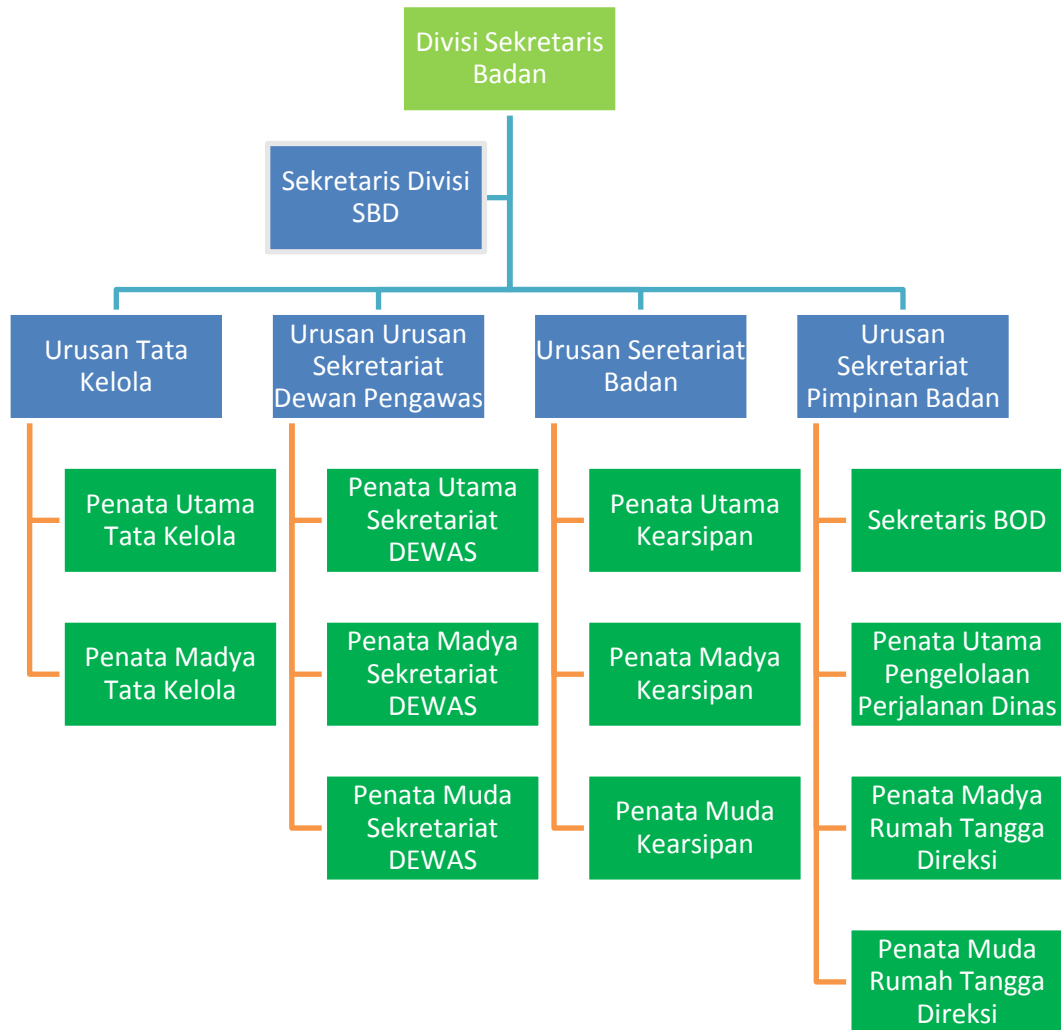 Divisi Sekretaris
Badan
Sekretaris Divisi
SBD
Urusan Tata
Kelola
Urusan Urusan
Sekretariat
Dewan Pengawas
Urusan Seretariat
Badan
Urusan
Sekretariat
Pimpinan Badan
Penata Utama
Tata Kelola
Penata Utama
Sekretariat
DEWAS
Penata Utama
Kearsipan
Sekretaris BOD
Penata Madya
Tata Kelola
Penata Madya
Sekretariat
DEWAS
Penata Madya
Kearsipan
Penata Utama
Pengelolaan
Perjalanan Dinas
Penata Muda
Sekretariat
DEWAS
Penata Muda
Kearsipan
Penata Madya
Rumah Tangga
Direksi
Penata Muda
Rumah Tangga
Direksi